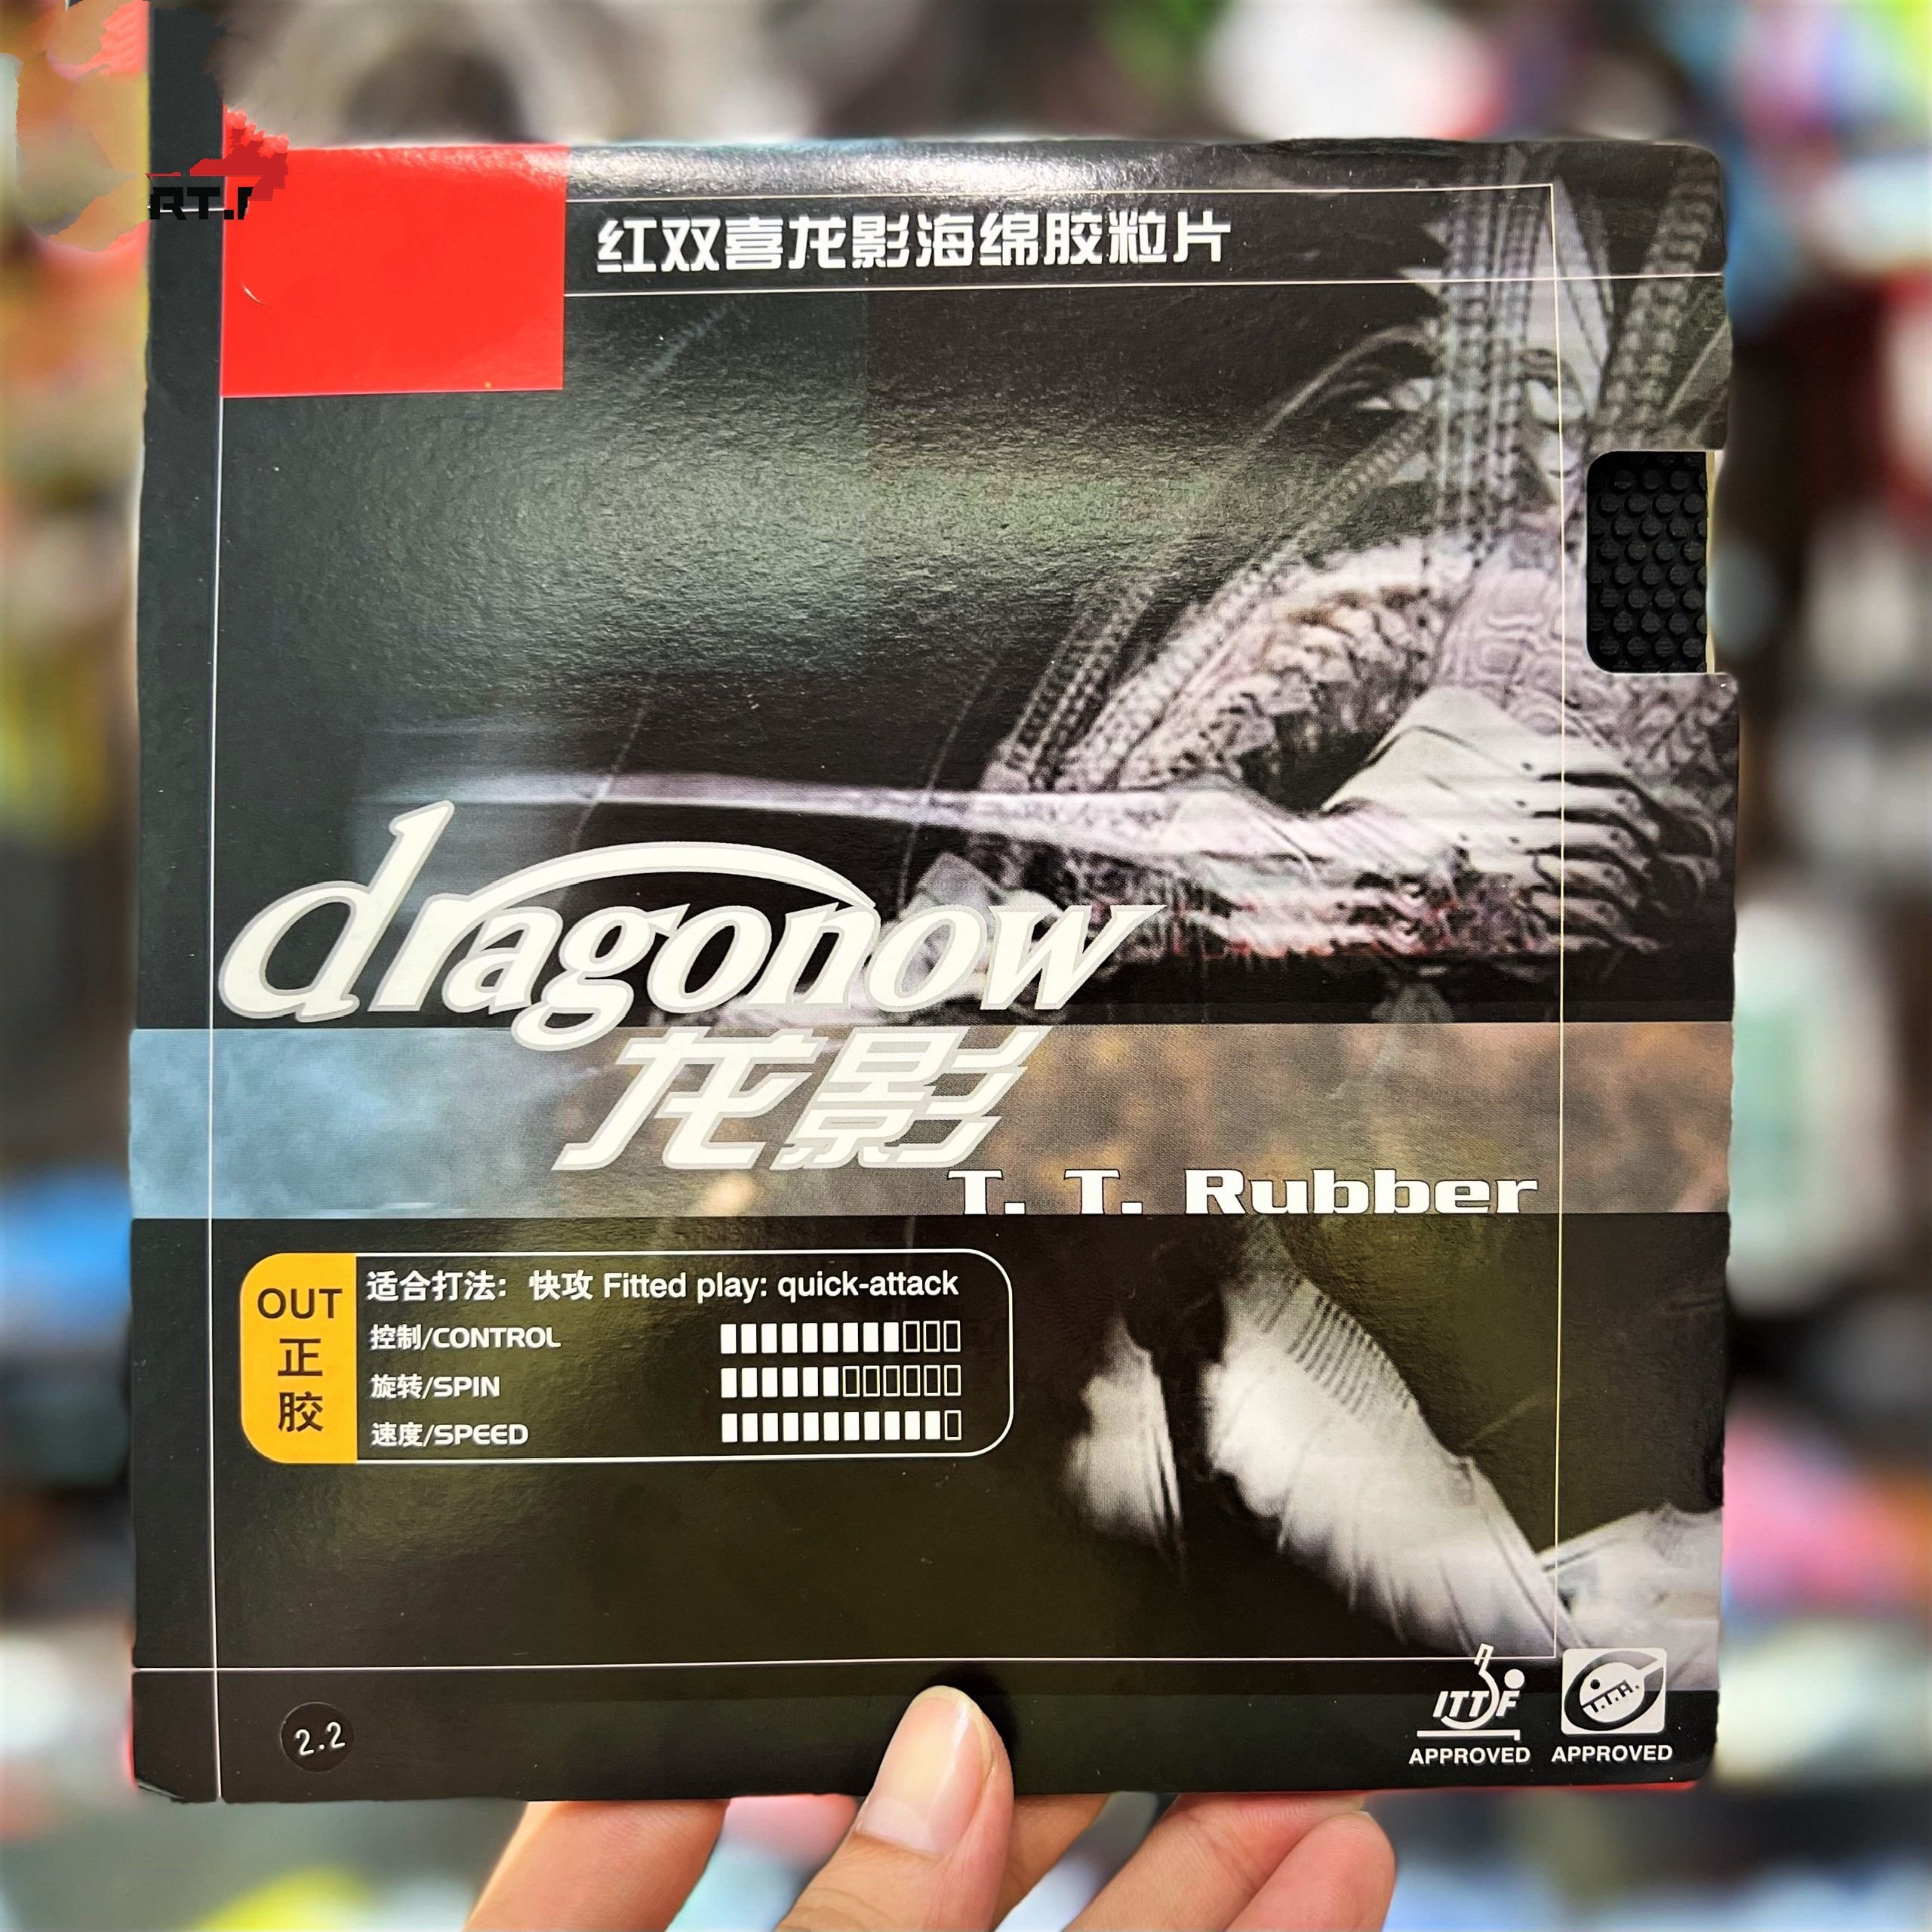 RT.
红双喜龙影海绵胶粒片
dragonow
龙影
T. T. Rubber
OUT
正
胶
适合打法：快攻 Fitted play: quick-attack
控制/CONTROL
旋转/SPIN
速度/SPEED
2.2
ITTF
APPROVED
T.T.A.
APPROVED